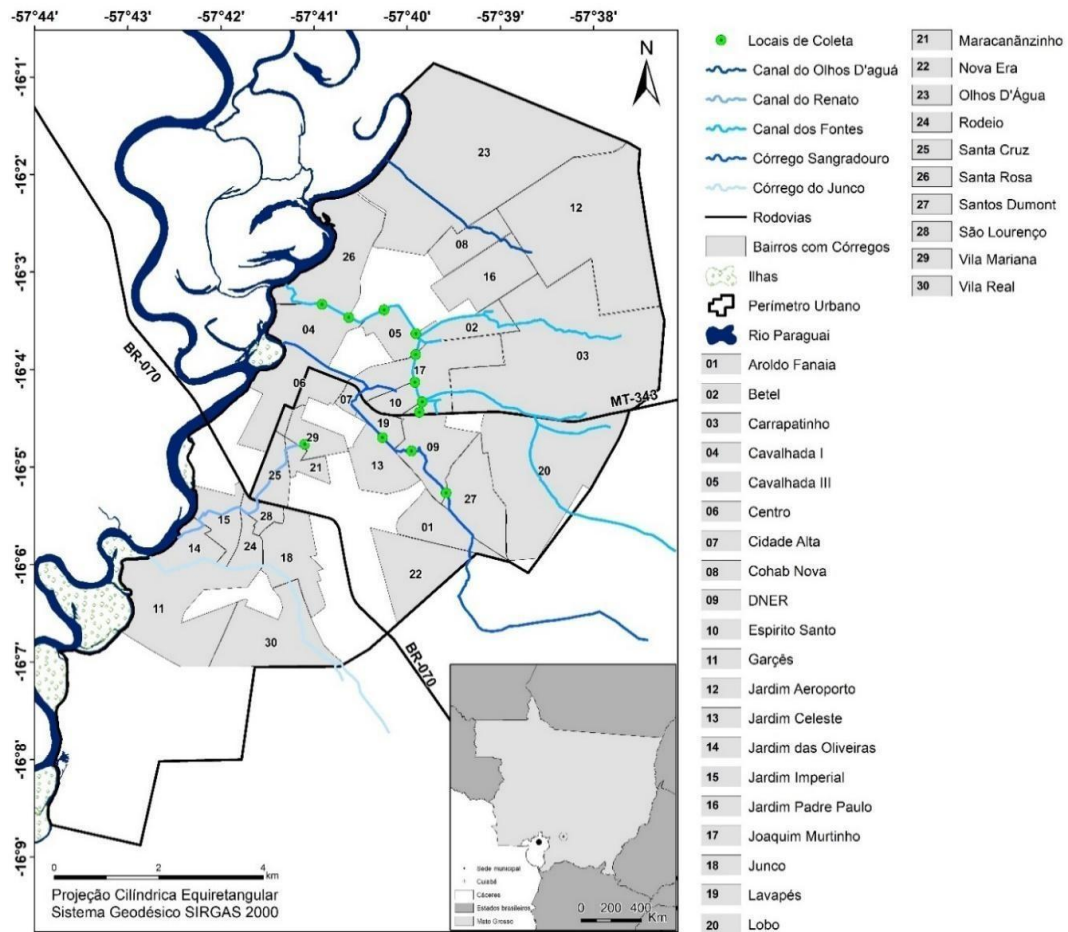 -57°44' -57°43' -57°42' -57°41' -57°40' -57°39' -57°38'
-16°1'
-16°2'
-16°3'
-16°4'
-16°5'
-16°6'
-16°7'
-16°8'
-16°9'
N
23
12
08
26
16
04
05
02
03
17
BR-070
06
07
10
MT-343
19
29
09
21
13
20
25
27
15
28
01
14
24
18
22
11
30
BR-070
0 2 4
km
Projeção Cilíndrica Equiretangular
Sistema Geodésico SIRGAS 2000
Sede municipal
Cuiabá
Cáceres
Estados brasileiros
Mato Grosso
0 200 400
Km
Locais de Coleta
Canal do Olhos D'aguá
Canal do Renato
Canal dos Fontes
Córrego Sangradouro
Córrego do Junco
Rodovias
Bairros com Córregos
Ilhas
Perímetro Urbano
Rio Paraguai
01 Aroldo Fanaia
02 Betel
03 Carrapatinho
04 Cavalhada I
05 Cavalhada III
06 Centro
07 Cidade Alta
08 Cohab Nova
09 DNER
10 Espirito Santo
11 Garçês
12 Jardim Aeroporto
13 Jardim Celeste
14 Jardim das Oliveiras
15 Jardim Imperial
16 Jardim Padre Paulo
17 Joaquim Murtinho
18 Junco
19 Lavapés
20 Lobo
21 Maracanãnzinho
22 Nova Era
23 Olhos D'Água
24 Rodeio
25 Santa Cruz
26 Santa Rosa
27 Santos Dumont
28 São Lourenço
29 Vila Mariana
30 Vila Real